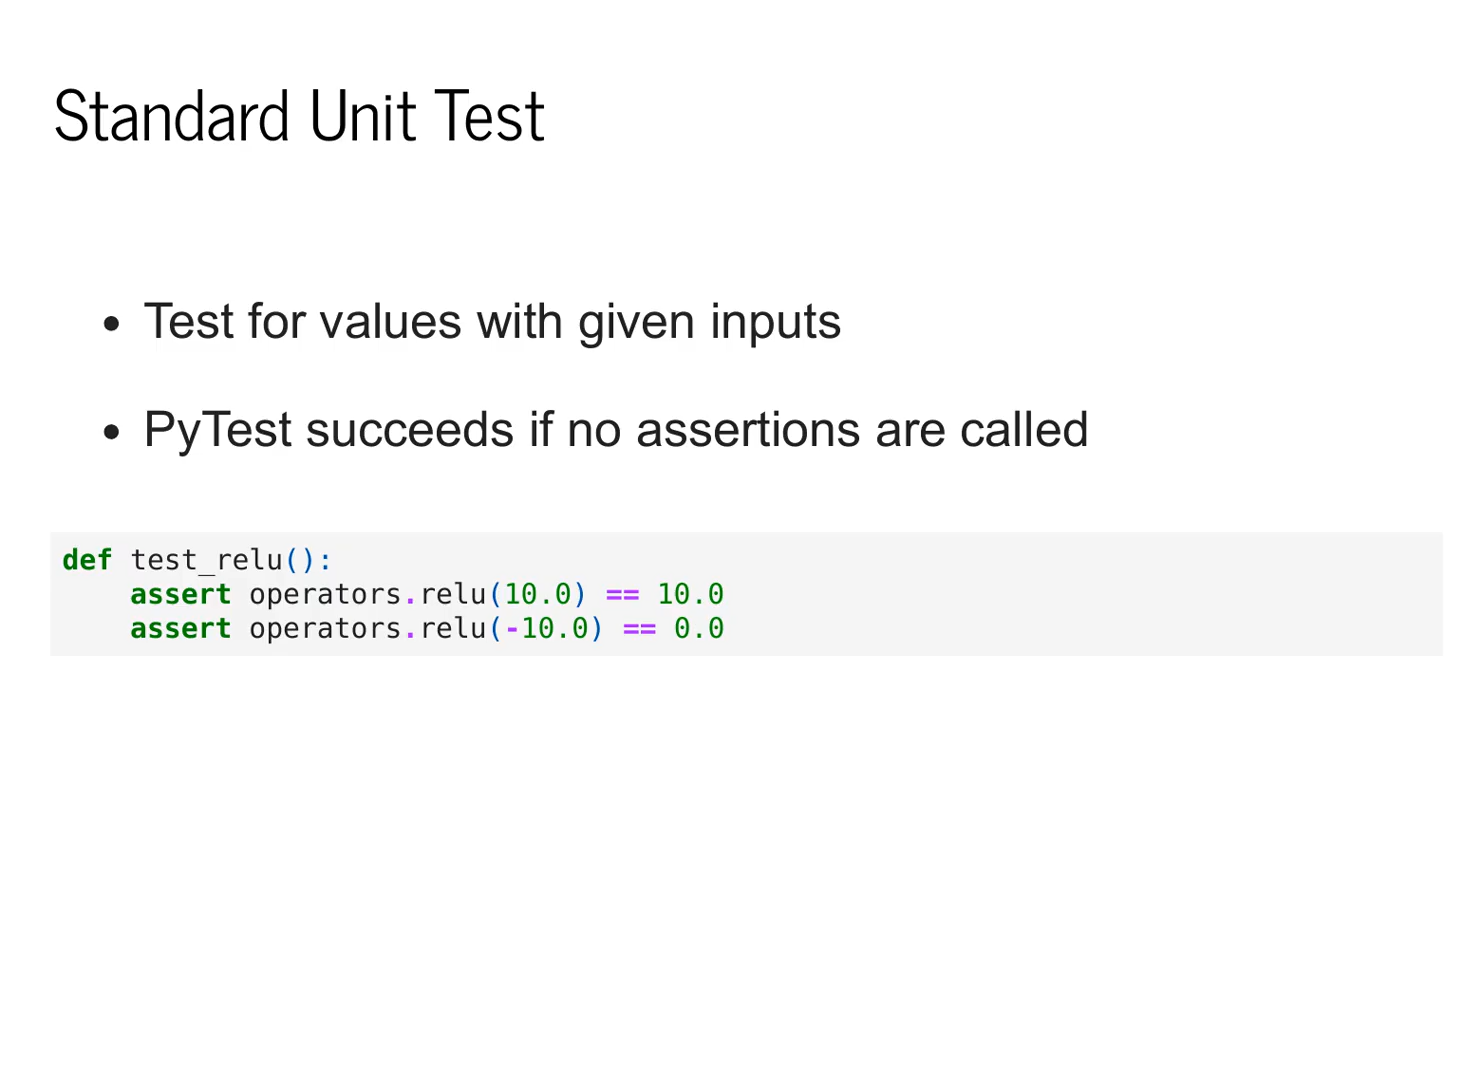 Standard Unit Test
• Test for values with given inputs
• PyTest succeeds if no assertions are called
def test_relu():
    assert operators.relu(10.0) == 10.0
    assert operators.relu(-10.0) == 0.0